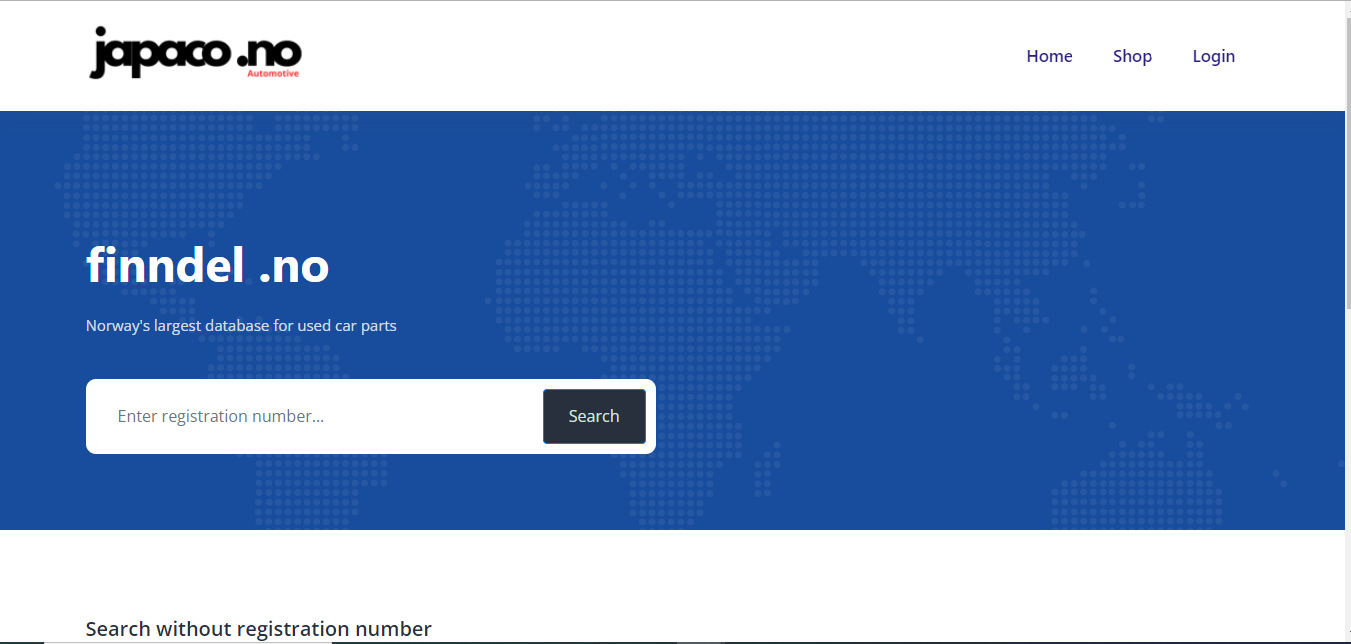 japaco .no
Automotive
Home Shop Login
finndel .no
Norway's largest database for used car parts
Enter registration number...
Search
Search without registration number